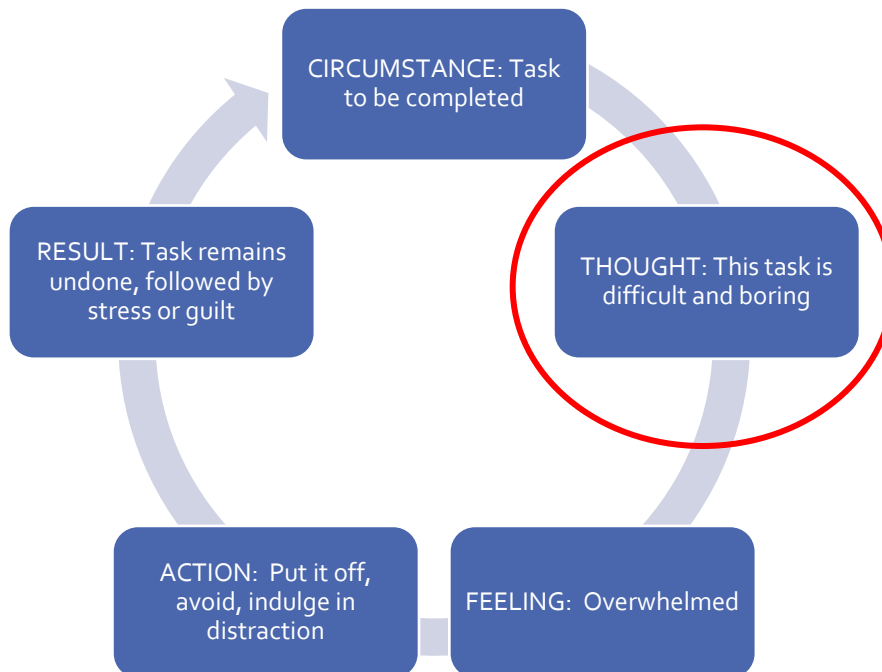 CIRCUMSTANCE: Task
to be completed
THOUGHT: This task is
difficult and boring
FEELING:  Overwhelmed
ACTION:  Put it off,
avoid, indulge in
distraction
RESULT: Task remains
undone, followed by
stress or guilt